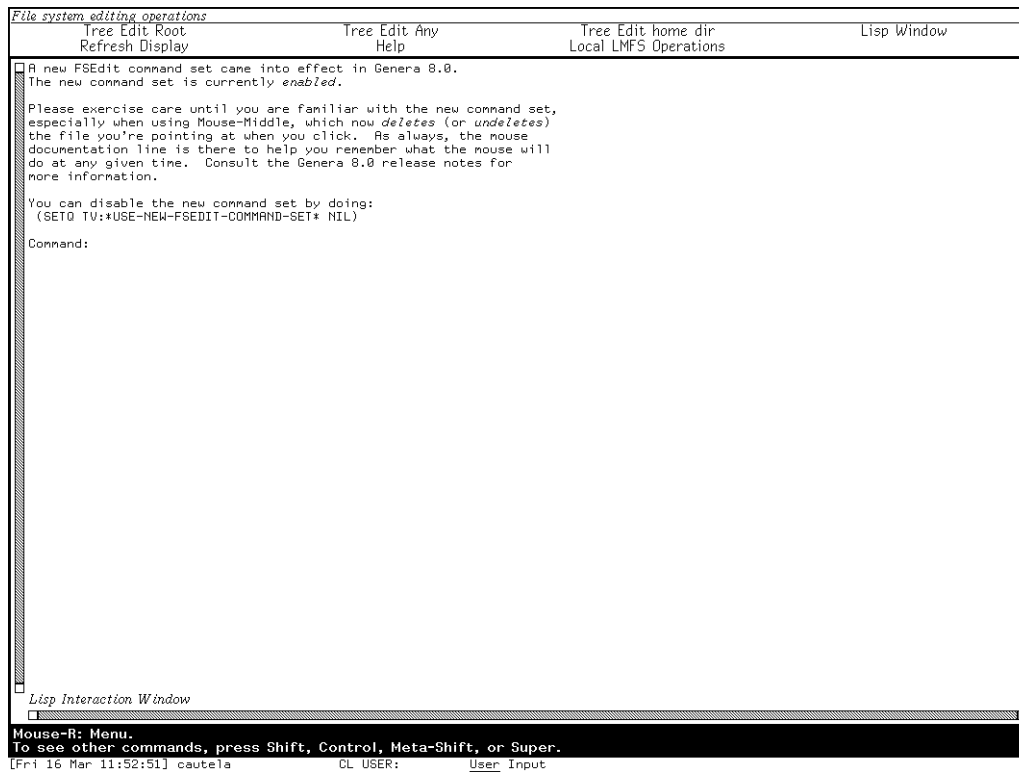 File system editing operations
Tree Edit Root Tree Edit Any Tree Edit home dir Lisp Window
Refresh Display Help Local LMFS Operations
A new FSEdit command set came into effect in Genera 8.0.
The new command set is currently enabled.
Please exercise care until you are familiar with the new command set,
especially when using Mouse-Middle, which now deletes (or undeletes)
the file you're pointing at when you click. As always, the mouse
documentation line is there to help you remember what the mouse will
do at any given time. Consult the Genera 8.0 release notes for
more information.
You can disable the new command set by doing:
(SETQ TV:*USE-NEW-FSEDIT-COMMAND-SET* NIL)
Command:
Lisp Interaction Window
Mouse-R: Menu.
To see other commands, press Shift, Control, Meta-Shift, or Super.
[Fri 16 Mar 11:52:51] cautela CL USER: User Input